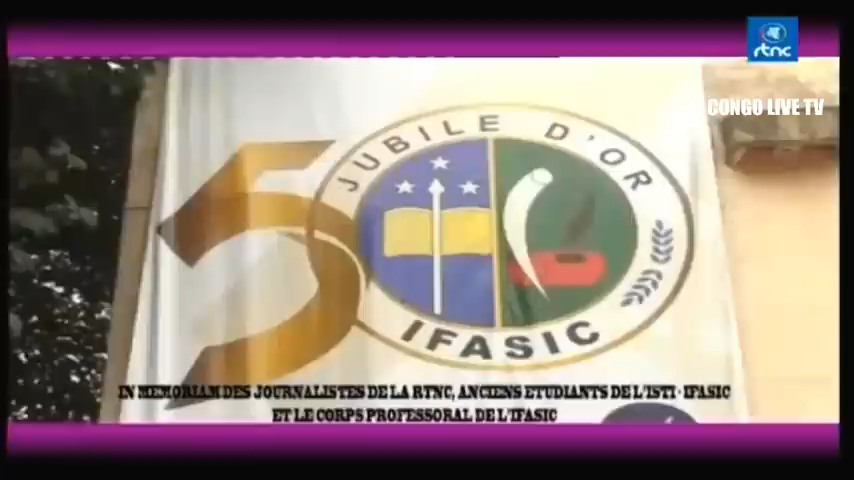 rtnc
CONGO LIVE TV
50
JUBILE D'OR
IFASIC
IN MEMORIAM DES JOURNALISTES DE LA RTNC, ANCIENS ETUDIANTS DE L'ISTI - IFASIC
ET LE CORPS PROFESSORAL DE L'IFASIC